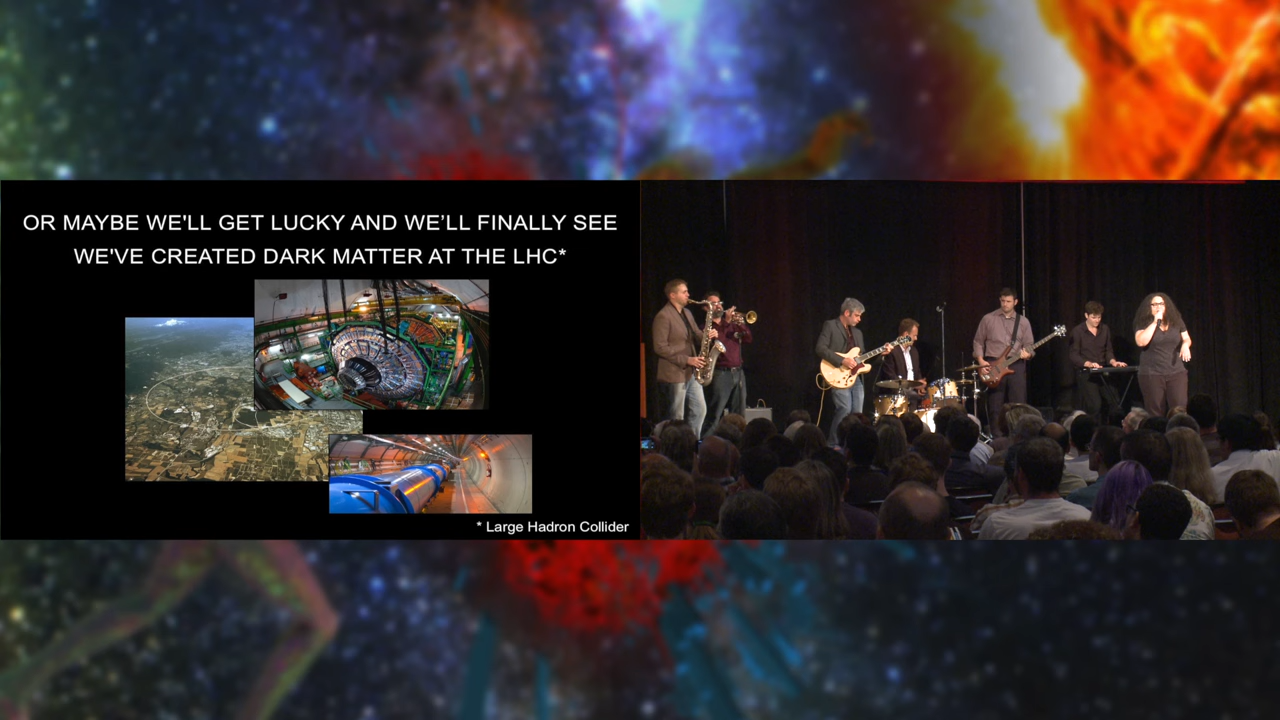 OR MAYBE WE'LL GET LUCKY AND WE’LL FINALLY SEE
WE'VE CREATED DARK MATTER AT THE LHC*
* Large Hadron Collider